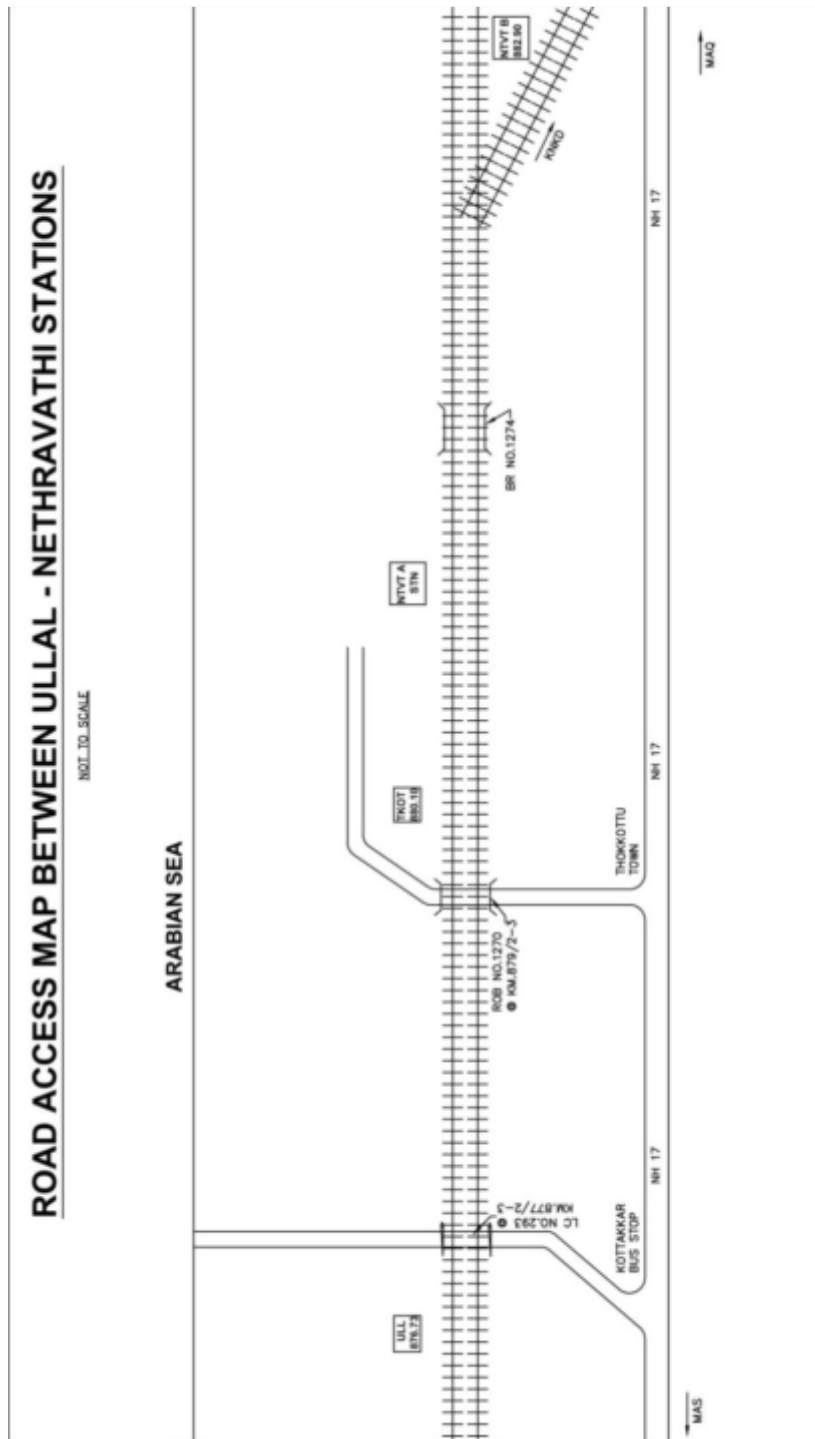 ROAD ACCESS MAP BETWEEN ULLAL - NETHRAVATHI STATIONS
NOT TO SCALE
ARABIAN SEA
ULL
876.73
TKOT
880.10
NTVT A
STN
NTVT B
882.90
LC NO.293 @
KM.877/2-3
ROB NO.1270
@ KM.879/2-3
BR NO.1274
KNKD
KOTTAKKAR
BUS STOP
THOKKOTTU
TOWN
NH 17
NH 17
NH 17
MAS
MAQ